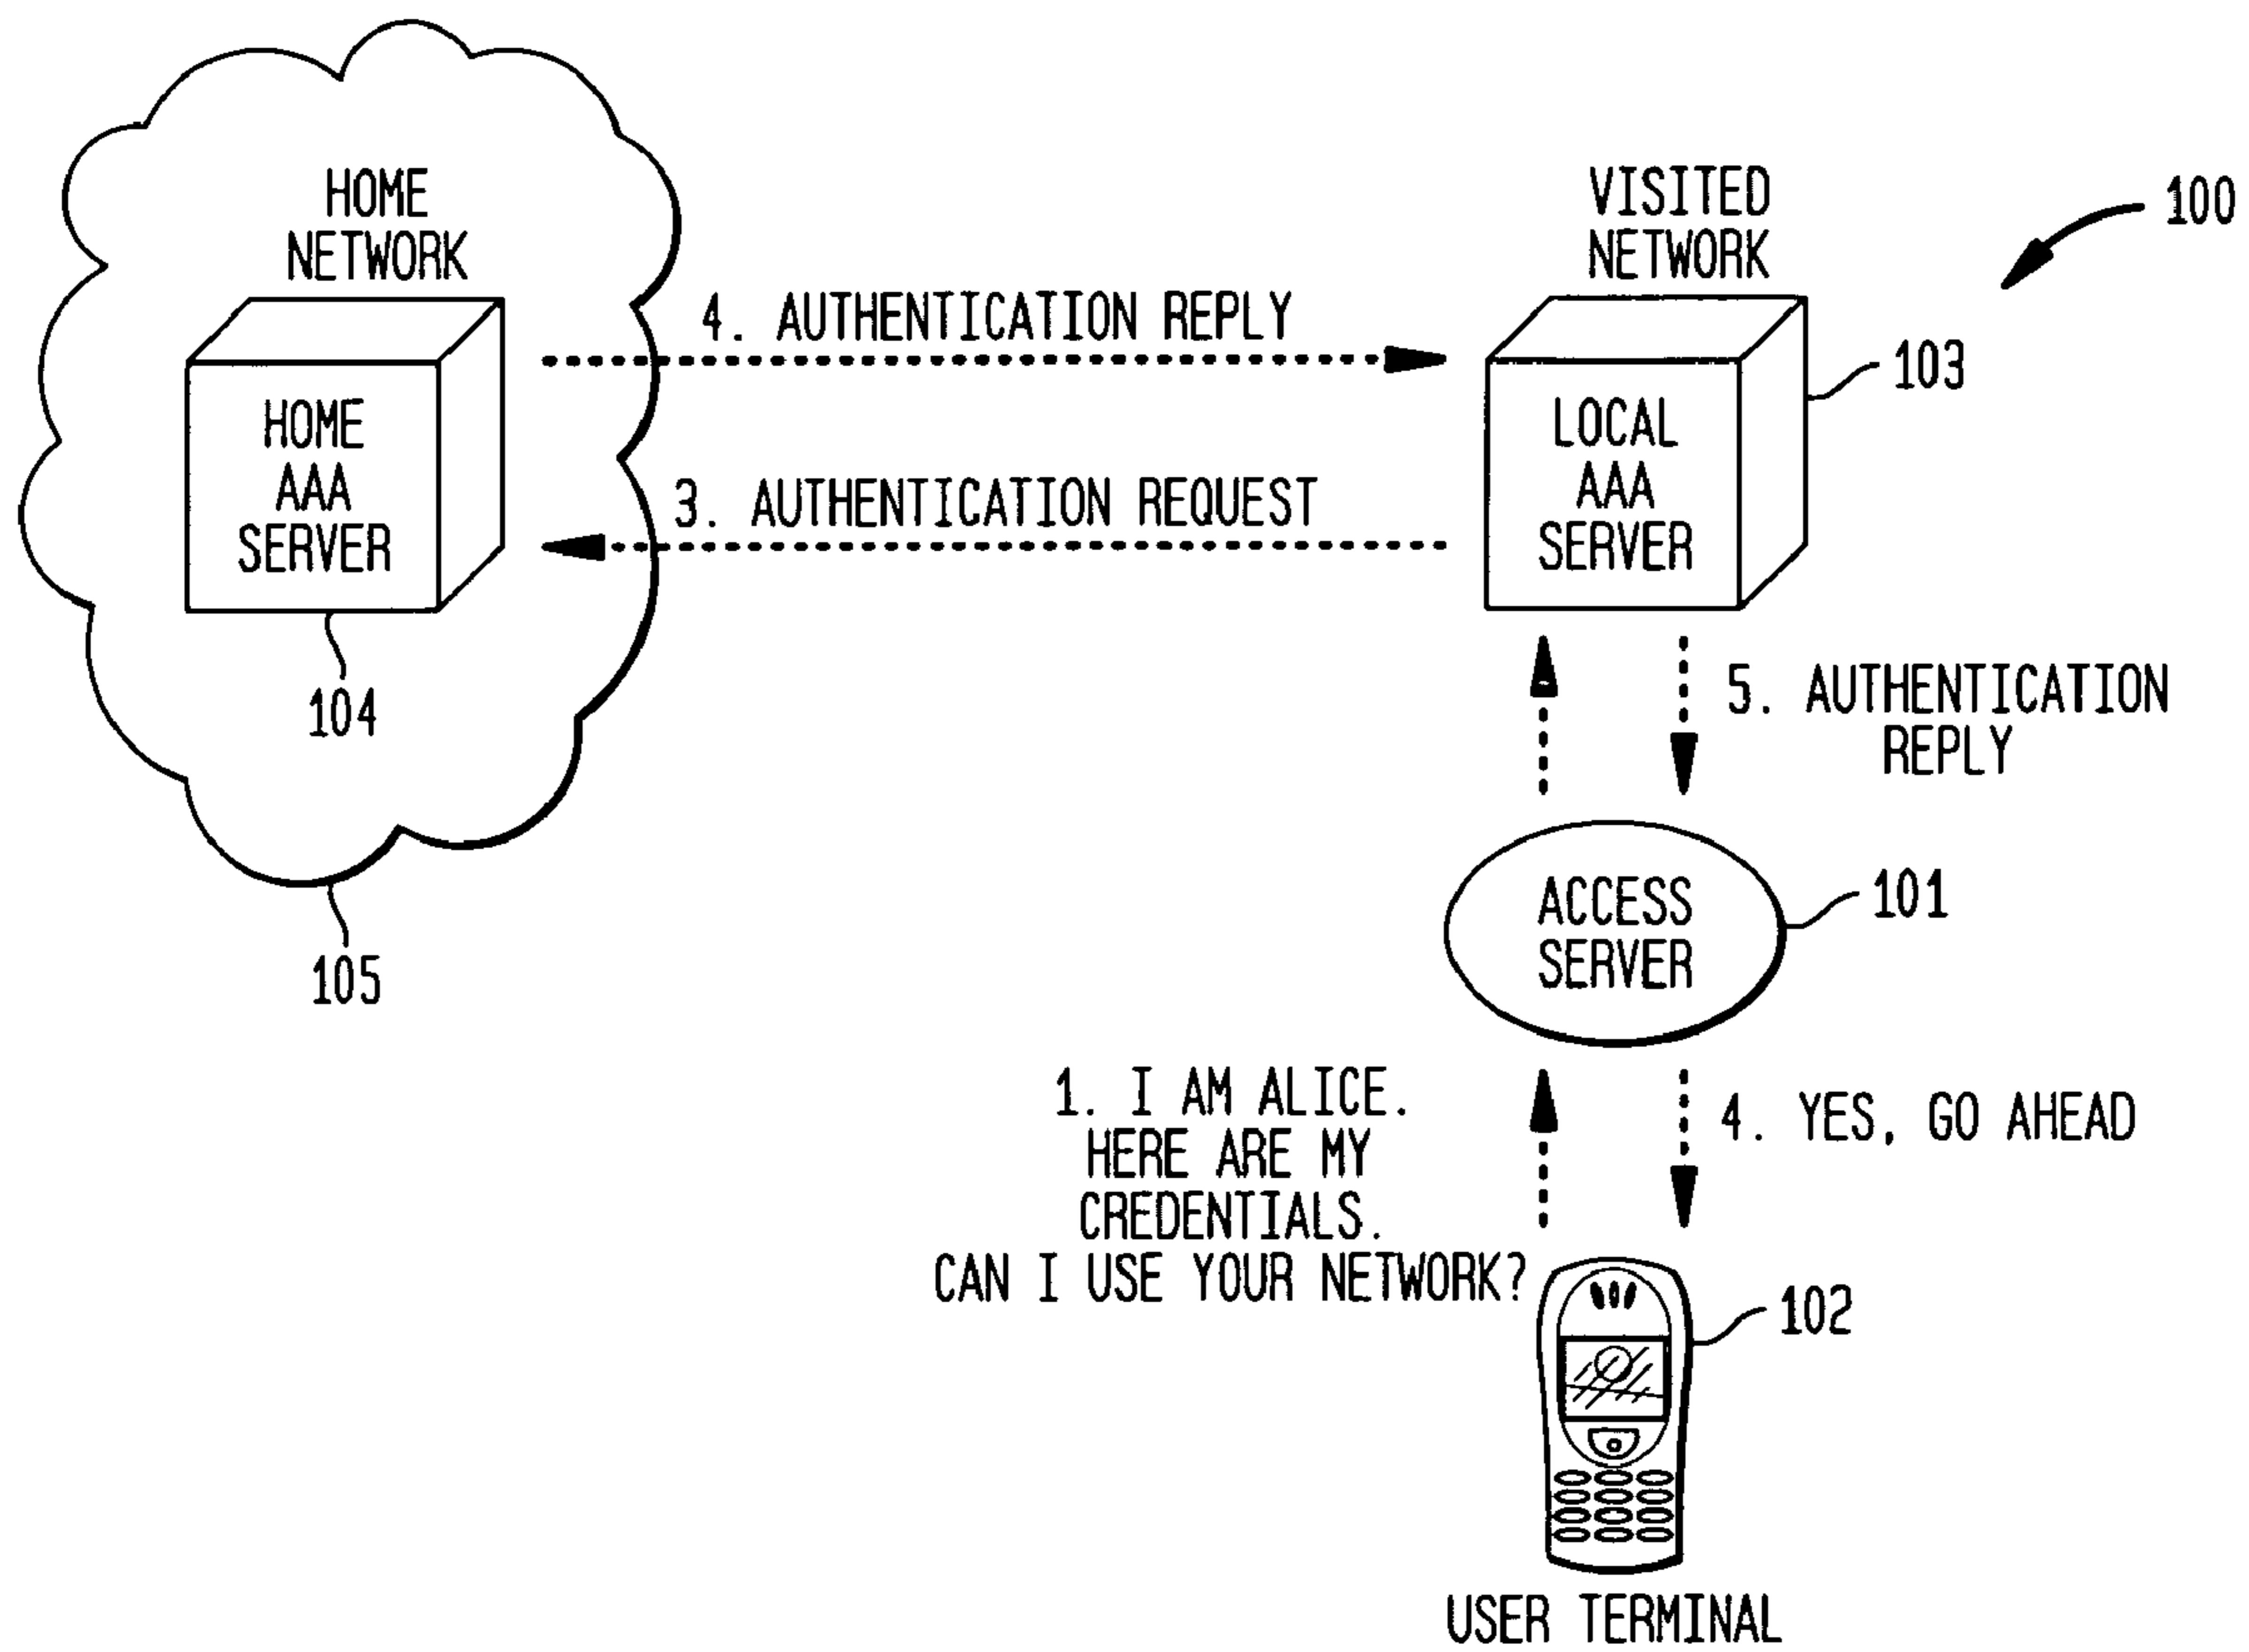 HOME
NETWORK
HOME
AAA
SERVER
104
105
4. AUTHENTICATION REPLY
3. AUTHENTICATION REQUEST
VISITED
NETWORK
100
LOCAL
AAA
SERVER
103
5. AUTHENTICATION
REPLY
ACCESS
SERVER
101
1. I AM ALICE.
HERE ARE MY
CREDENTIALS.
CAN I USE YOUR NETWORK?
4. YES, GO AHEAD
102
USER TERMINAL